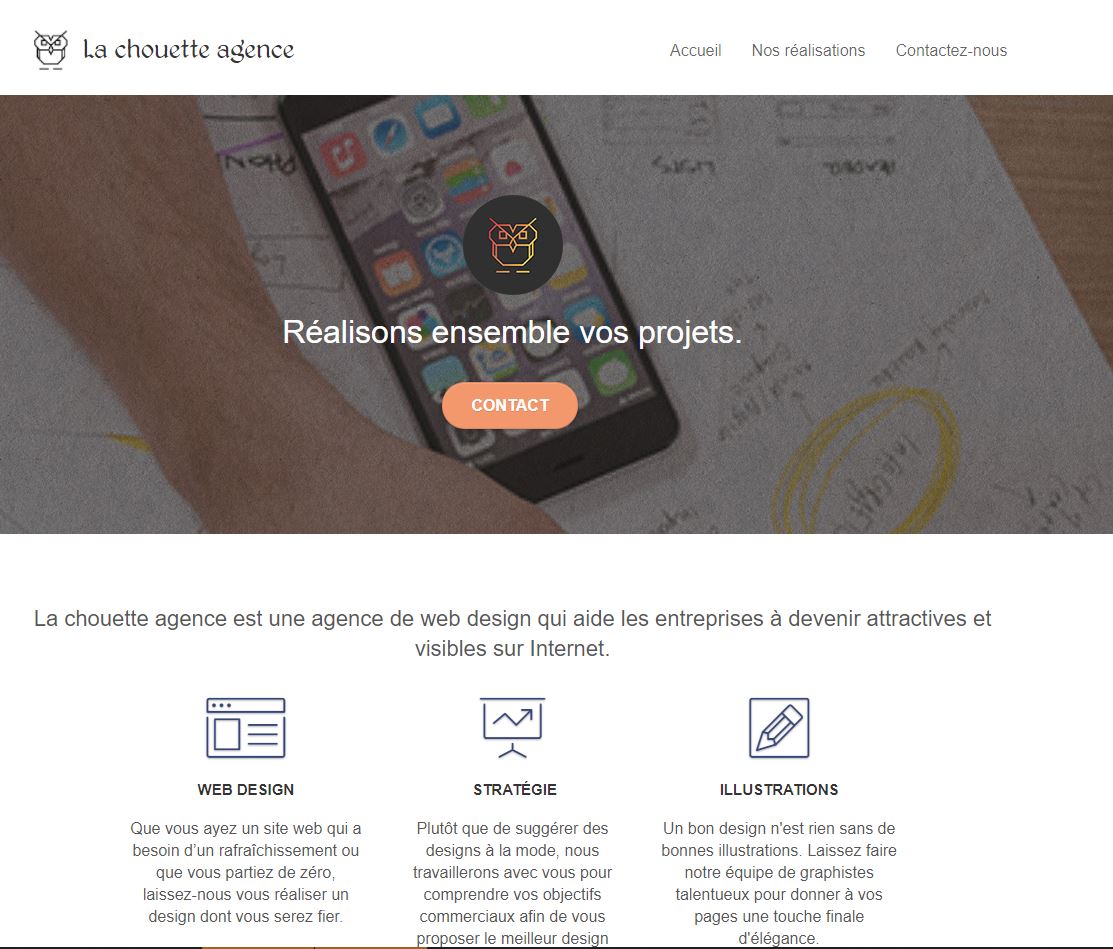 La chouette agence
Accueil Nos réalisations Contactez-nous
Réalisons ensemble vos projets.
CONTACT
La chouette agence est une agence de web design qui aide les entreprises à devenir attractives et
visibles sur Internet.
WEB DESIGN
Que vous ayez un site web qui a
besoin d’un rafraîchissement ou
que vous partiez de zéro,
laissez-nous vous réaliser un
design dont vous serez fier.
STRATÉGIE
Plutôt que de suggérer des
designs à la mode, nous
travaillerons avec vous pour
comprendre vos objectifs
commerciaux afin de vous
proposer le meilleur design
ILLUSTRATIONS
Un bon design n'est rien sans de
bonnes illustrations. Laissez faire
notre équipe de graphistes
talentueux pour donner à vos
pages une touche finale
d'élégance.